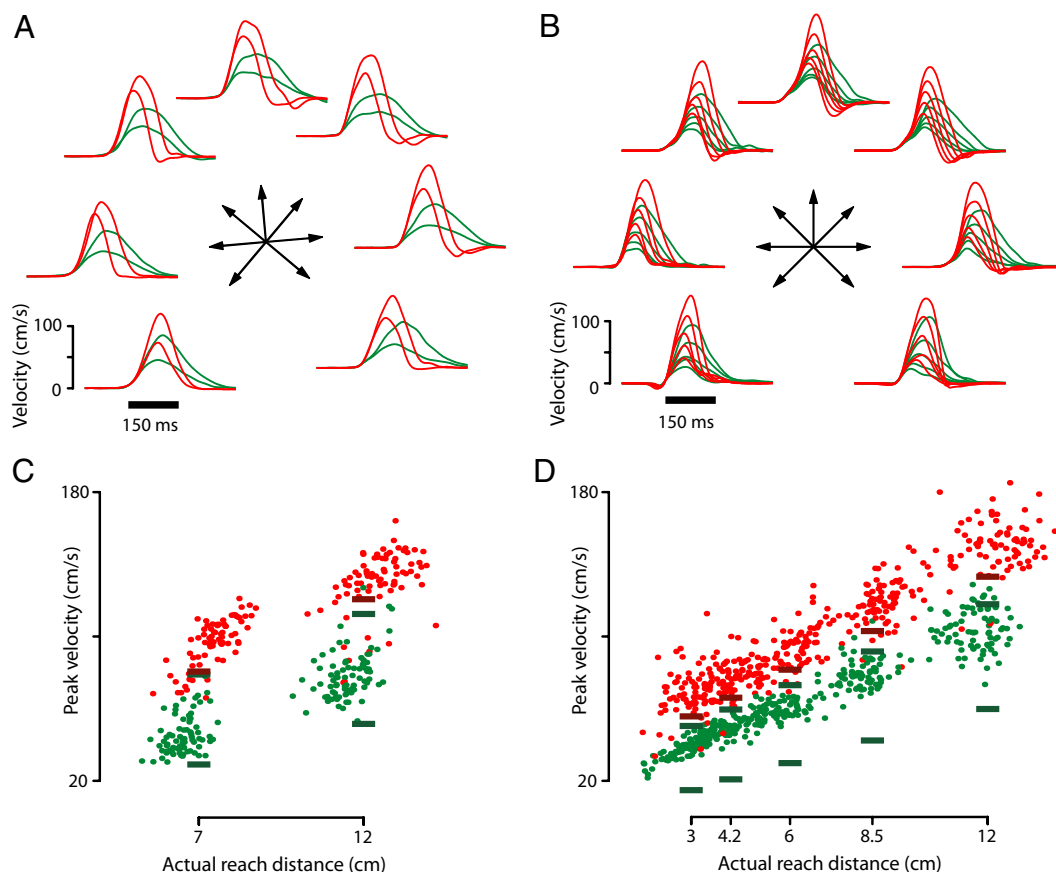 A
B
Velocity (cm/s)
100
0
150 ms
Velocity (cm/s)
100
0
150 ms
C
Peak velocity (cm/s)
180
20
7
12
Actual reach distance (cm)
D
Peak velocity (cm/s)
180
20
3
4.2
6
8.5
12
Actual reach distance (cm)